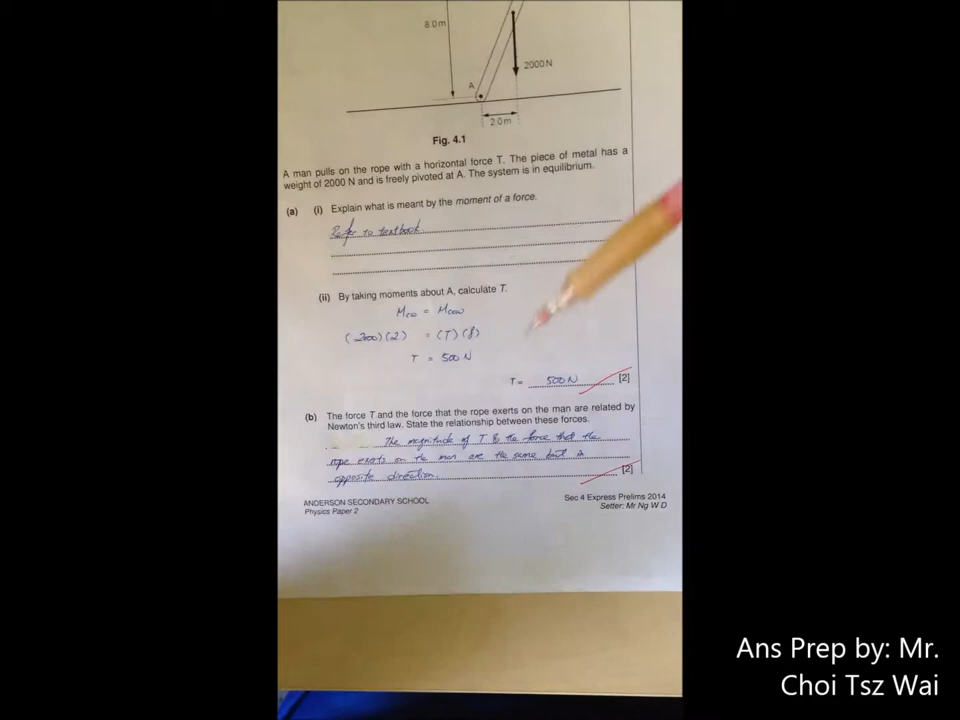 8.0m
2000N
A
2.0m
Fig. 4.1
A man pulls on the rope with a horizontal force T. The piece of metal has a
weight of 2000 N and is freely pivoted at A. The system is in equilibrium.
(a) (i) Explain what is meant by the moment of a force.
Refer to textbook
(ii) By taking moments about A, calculate T.
Mcw = Mccw
(2000)(2) = (T)(8)
T = 500 N
T = 500 N [2]
(b) The force T and the force that the rope exerts on the man are related by
Newton's third law. State the relationship between these forces.
The magnitude of T & the force that the
rope exerts on the man are the same but in
opposite direction.
[2]
ANDERSON SECONDARY SCHOOL
Sec 4 Express Prelims 2014
Physics Paper 2
Setter: Mr Ng W D
Ans Prep by: Mr.
Choi Tsz Wai